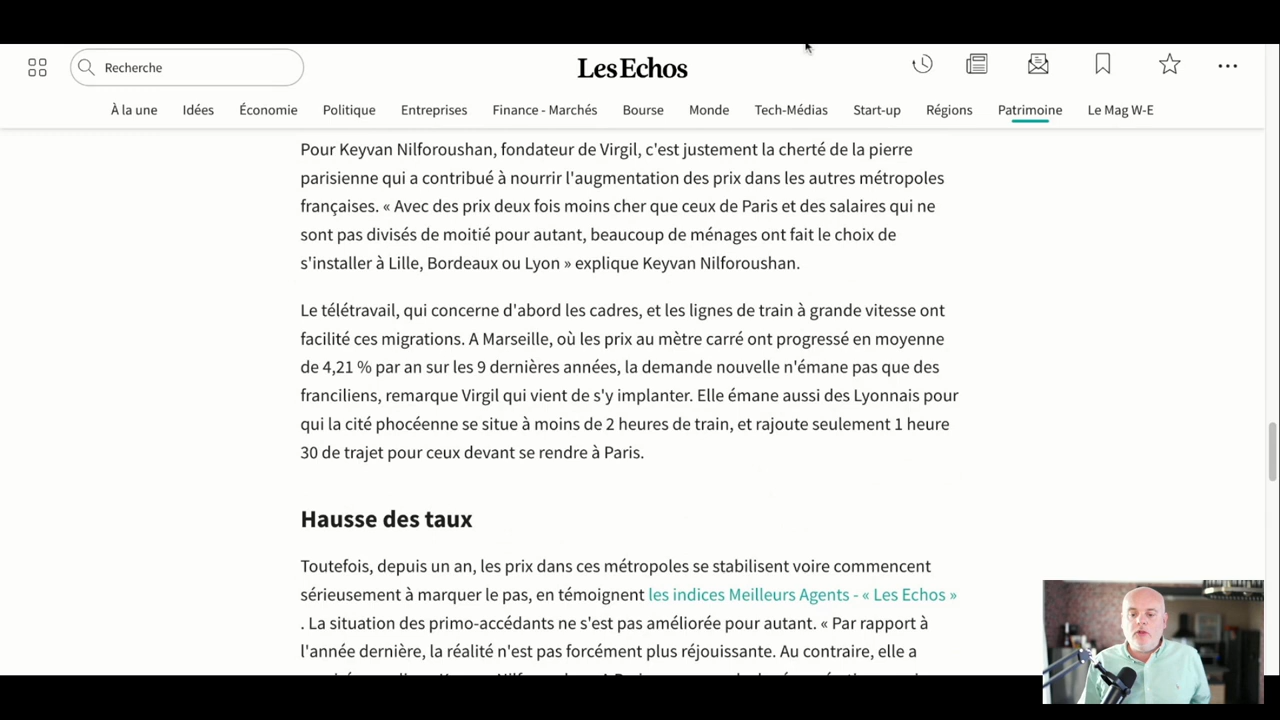 Recherche
Les Echos
À la une
Idées
Économie
Politique
Entreprises
Finance - Marchés
Bourse
Monde
Tech-Médias
Start-up
Régions
Patrimoine
Le Mag W-E
Pour Keyvan Nilforoushan, fondateur de Virgil, c'est justement la cherté de la pierre
parisienne qui a contribué à nourrir l'augmentation des prix dans les autres métropoles
françaises. « Avec des prix deux fois moins cher que ceux de Paris et des salaires qui ne
sont pas divisés de moitié pour autant, beaucoup de ménages ont fait le choix de
s'installer à Lille, Bordeaux ou Lyon » explique Keyvan Nilforoushan.
Le télétravail, qui concerne d'abord les cadres, et les lignes de train à grande vitesse ont
facilité ces migrations. A Marseille, où les prix au mètre carré ont progressé en moyenne
de 4,21 % par an sur les 9 dernières années, la demande nouvelle n'émane pas que des
franciliens, remarque Virgil qui vient de s'y implanter. Elle émane aussi des Lyonnais pour
qui la cité phocéenne se situe à moins de 2 heures de train, et rajoute seulement 1 heure
30 de trajet pour ceux devant se rendre à Paris.
Hausse des taux
Toutefois, depuis un an, les prix dans ces métropoles se stabilisent voire commencent
sérieusement à marquer le pas, en témoignent les indices Meilleurs Agents - « Les Echos »
. La situation des primo-accédants ne s'est pas améliorée pour autant. « Par rapport à
l'année dernière, la réalité n'est pas forcément plus réjouissante. Au contraire, elle a